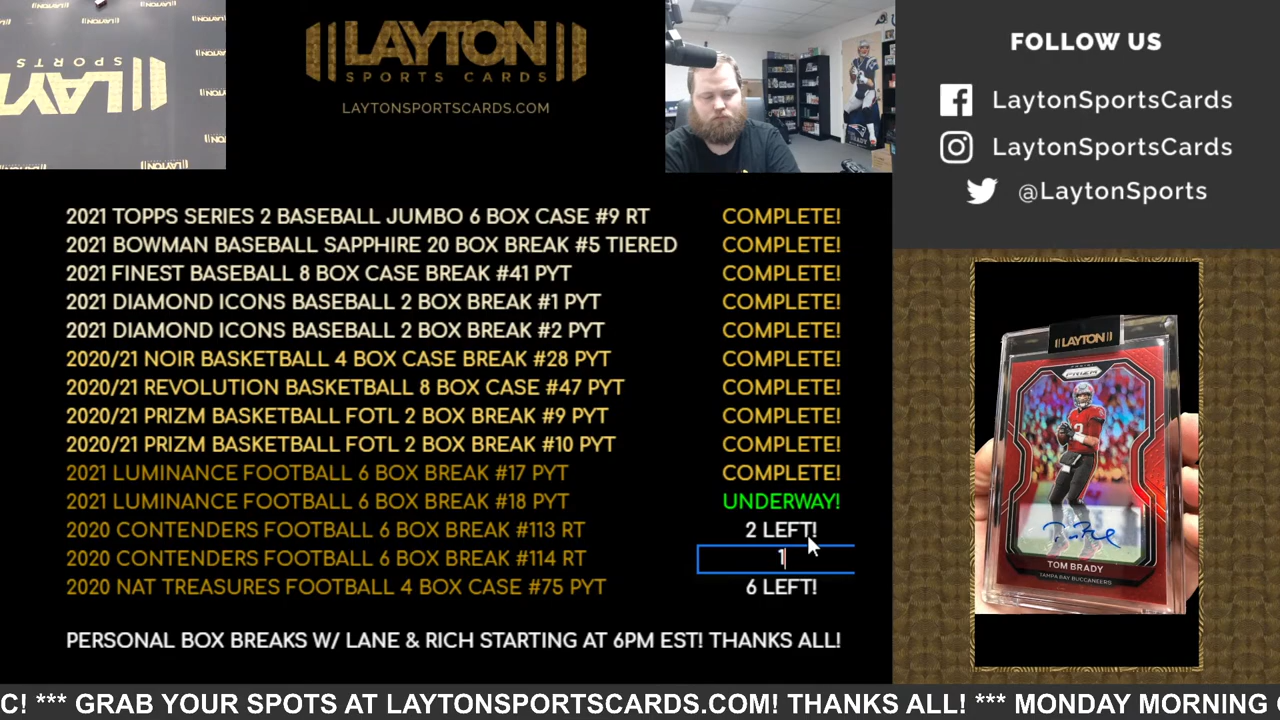 LAYTON
SPORTS
LAYTON
SPORTS CARDS
LAYTONSPORTSCARDS.COM
BRADY
FOLLOW US
LaytonSportsCards
LaytonSportsCards
@LaytonSports
2021 TOPPS SERIES 2 BASEBALL JUMBO 6 BOX CASE #9 RT COMPLETE!
2021 BOWMAN BASEBALL SAPPHIRE 20 BOX BREAK #5 TIERED COMPLETE!
2021 FINEST BASEBALL 8 BOX CASE BREAK #41 PYT COMPLETE!
2021 DIAMOND ICONS BASEBALL 2 BOX BREAK #1 PYT COMPLETE!
2021 DIAMOND ICONS BASEBALL 2 BOX BREAK #2 PYT COMPLETE!
2020/21 NOIR BASKETBALL 4 BOX CASE BREAK #28 PYT COMPLETE!
2020/21 REVOLUTION BASKETBALL 8 BOX CASE #47 PYT COMPLETE!
2020/21 PRIZM BASKETBALL FOTL 2 BOX BREAK #9 PYT COMPLETE!
2020/21 PRIZM BASKETBALL FOTL 2 BOX BREAK #10 PYT COMPLETE!
2021 LUMINANCE FOOTBALL 6 BOX BREAK #17 PYT COMPLETE!
2021 LUMINANCE FOOTBALL 6 BOX BREAK #18 PYT UNDERWAY!
2020 CONTENDERS FOOTBALL 6 BOX BREAK #113 RT 2 LEFT!
2020 CONTENDERS FOOTBALL 6 BOX BREAK #114 RT 1
2020 NAT TREASURES FOOTBALL 4 BOX CASE #75 PYT 6 LEFT!
PERSONAL BOX BREAKS W/ LANE & RICH STARTING AT 6PM EST! THANKS ALL!
LAYTON
PRIZM
TOM BRADY
TAMPA BAY BUCCANEERS
C! *** GRAB YOUR SPOTS AT LAYTONSPORTSCARDS.COM! THANKS ALL! *** MONDAY MORNING